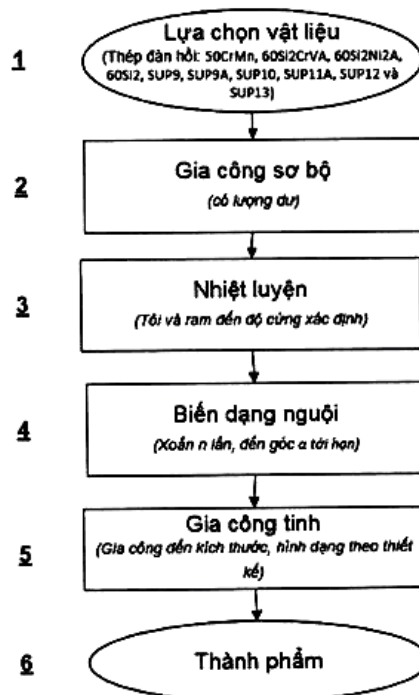 1
Lựa chọn vật liệu
(Thép đàn hồi: 50CrMn, 60Si2CrVA, 60Si2Ni2A,
60Si2, SUP9, SUP9A, SUP10, SUP11A, SUP12 và
SUP13)
2
Gia công sơ bộ
(có lượng dư)
3
Nhiệt luyện
(Tôi và ram đến độ cứng xác định)
4
Biến dạng nguội
(Xoắn n lần, đến góc α tới hạn)
5
Gia công tinh
(Gia công đến kích thước, hình dạng theo thiết
kế)
6
Thành phẩm